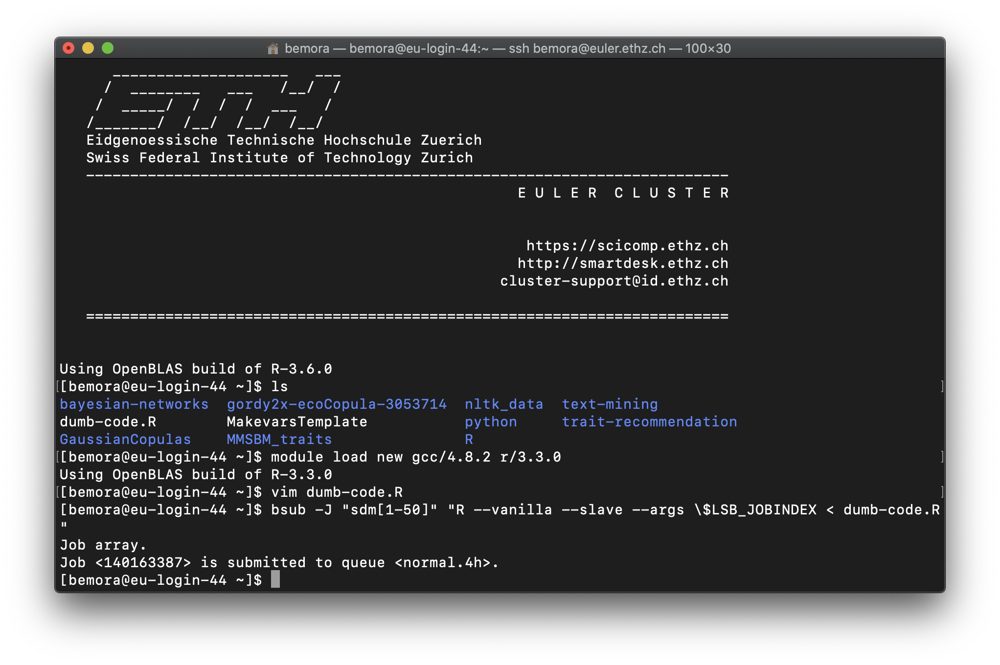 bemora — bemora@eu-login-44:~ — ssh bemora@euler.ethz.ch — 100×30
   ____________________   ___
  /  ________   ___   /__/  /
 /  _____/  /  /  /  ___   /
/_______/  /__/  /__/  /__/
Eidgenoessische Technische Hochschule Zuerich
Swiss Federal Institute of Technology Zurich
-------------------------------------------------------------------------
E U L E R  C L U S T E R
https://scicomp.ethz.ch
http://smartdesk.ethz.ch
cluster-support@id.ethz.ch
=========================================================================
Using OpenBLAS build of R-3.6.0
[bemora@eu-login-44 ~]$ ls
bayesian-networks  gordy2x-ecoCopula-3053714  nltk_data  text-mining
dumb-code.R        MakevarsTemplate           python     trait-recommendation
GaussianCopulas    MMSBM_traits               R
[bemora@eu-login-44 ~]$ module load new gcc/4.8.2 r/3.3.0
Using OpenBLAS build of R-3.3.0
[bemora@eu-login-44 ~]$ vim dumb-code.R
[bemora@eu-login-44 ~]$ bsub -J "sdm[1-50]" "R --vanilla --slave --args \$LSB_JOBINDEX < dumb-code.R
"
Job array.
Job <140163387> is submitted to queue <normal.4h>.
[bemora@eu-login-44 ~]$